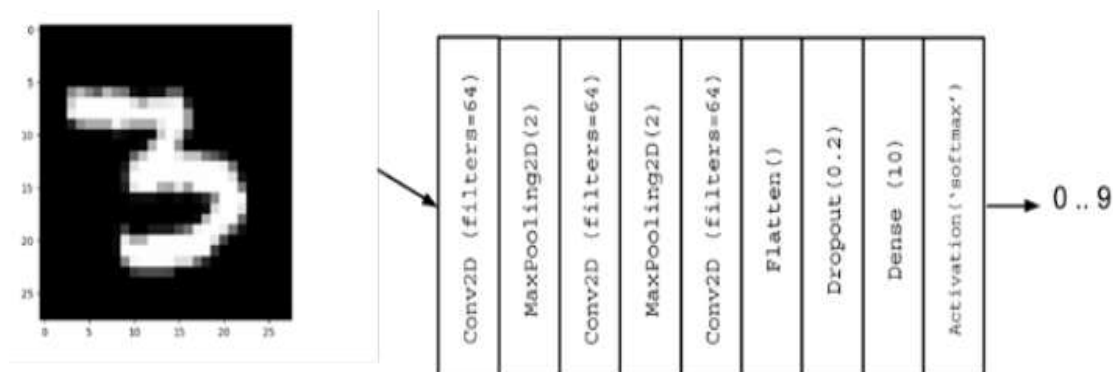 0
5
10
15
20
25
0 5 10 15 20 25
Conv2D (filters=64)
MaxPooling2D(2)
Conv2D (filters=64)
MaxPooling2D(2)
Conv2D (filters=64)
Flatten()
Dropout(0.2)
Dense (10)
Activation('softmax')
0 .. 9